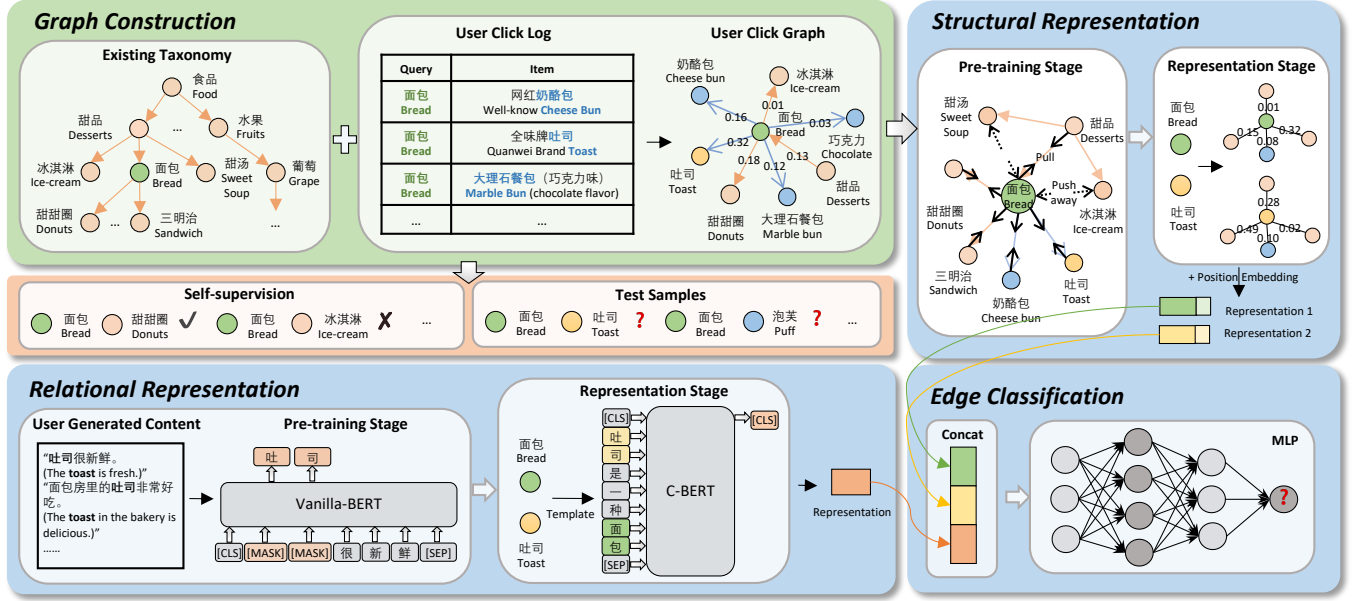 Graph Construction
Existing Taxonomy
食品
Food
甜品
Desserts
...
水果
Fruits
冰淇淋
Ice-cream
面包
Bread
甜汤
Sweet
Soup
葡萄
Grape
甜甜圈
Donuts
...
三明治
Sandwich
...
User Click Log
Query
Item
面包
Bread
网红奶酪包
Well-know Cheese Bun
面包
Bread
全味牌吐司
Quanwei Brand Toast
面包
Bread
大理石餐包（巧克力味）
Marble Bun (chocolate flavor)
...
...
User Click Graph
奶酪包
Cheese bun
冰淇淋
Ice-cream
0.01
0.16
面包
Bread
0.03
0.32
巧克力
Chocolate
0.18
0.12
0.13
吐司
Toast
甜品
Desserts
甜甜圈
Donuts
大理石餐包
Marble bun
Self-supervision
面包
Bread
甜甜圈
Donuts
面包
Bread
冰淇淋
Ice-cream
...
Test Samples
面包
Bread
吐司
Toast
?
面包
Bread
泡芙
Puff
?
...
Structural Representation
Pre-training Stage
甜汤
Sweet
Soup
甜品
Desserts
Pull
面包
Bread
Push
away
甜甜圈
Donuts
冰淇淋
Ice-cream
三明治
Sandwich
奶酪包
Cheese bun
吐司
Toast
Representation Stage
面包
Bread
吐司
Toast
0.01
0.15
0.32
0.08
0.28
0.49
0.02
0.10
+ Position Embedding
Representation 1
Representation 2
Relational Representation
User Generated Content
“吐司很新鲜。
(The toast is fresh.)”
“面包房里的吐司非常好
吃。
(The toast in the bakery is
delicious.)”
......
Pre-training Stage
吐
司
Vanilla-BERT
[CLS]
[MASK]
[MASK]
很
新
鲜
[SEP]
Representation Stage
面包
Bread
Template
吐司
Toast
[CLS]
吐
司
是
一
种
面
包
[SEP]
C-BERT
[CLS]
Representation
Edge Classification
Concat
MLP
?